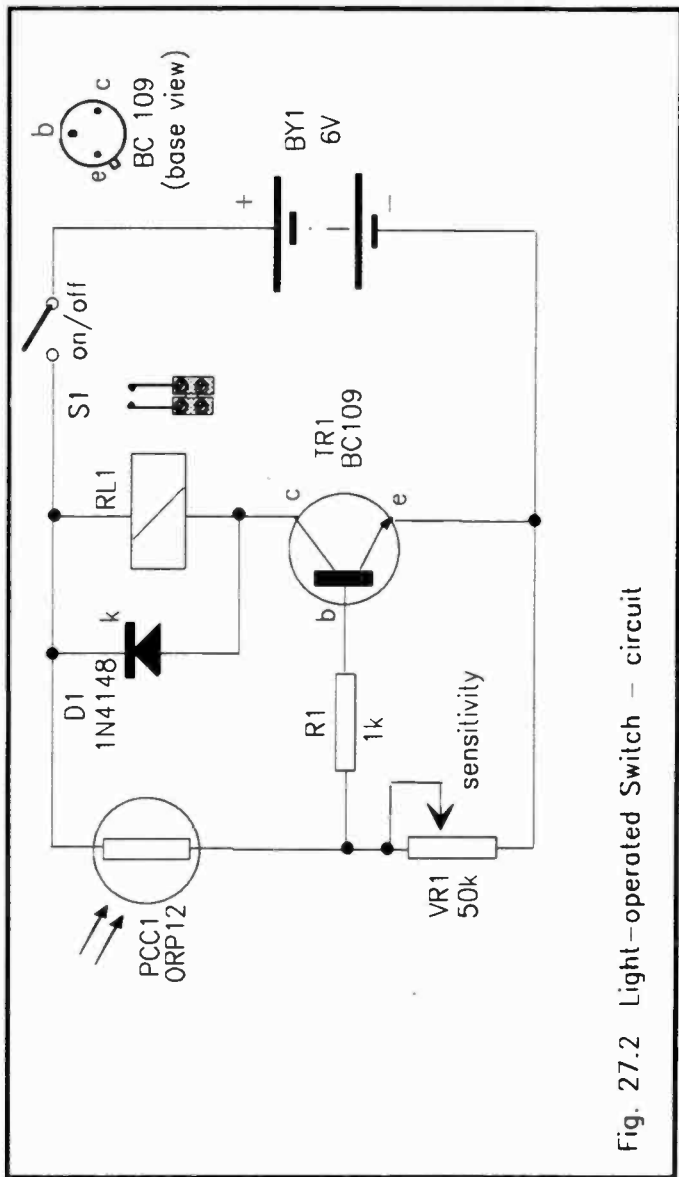 b
e
c
BC 109
(base view)
S1
on/off
BY1
6V
+
-
D1
1N4148
k
RL1
c
TR1
BC109
b
e
PCC1
ORP12
R1
1k
sensitivity
VR1
50k
Fig. 27.2 Light-operated Switch - circuit